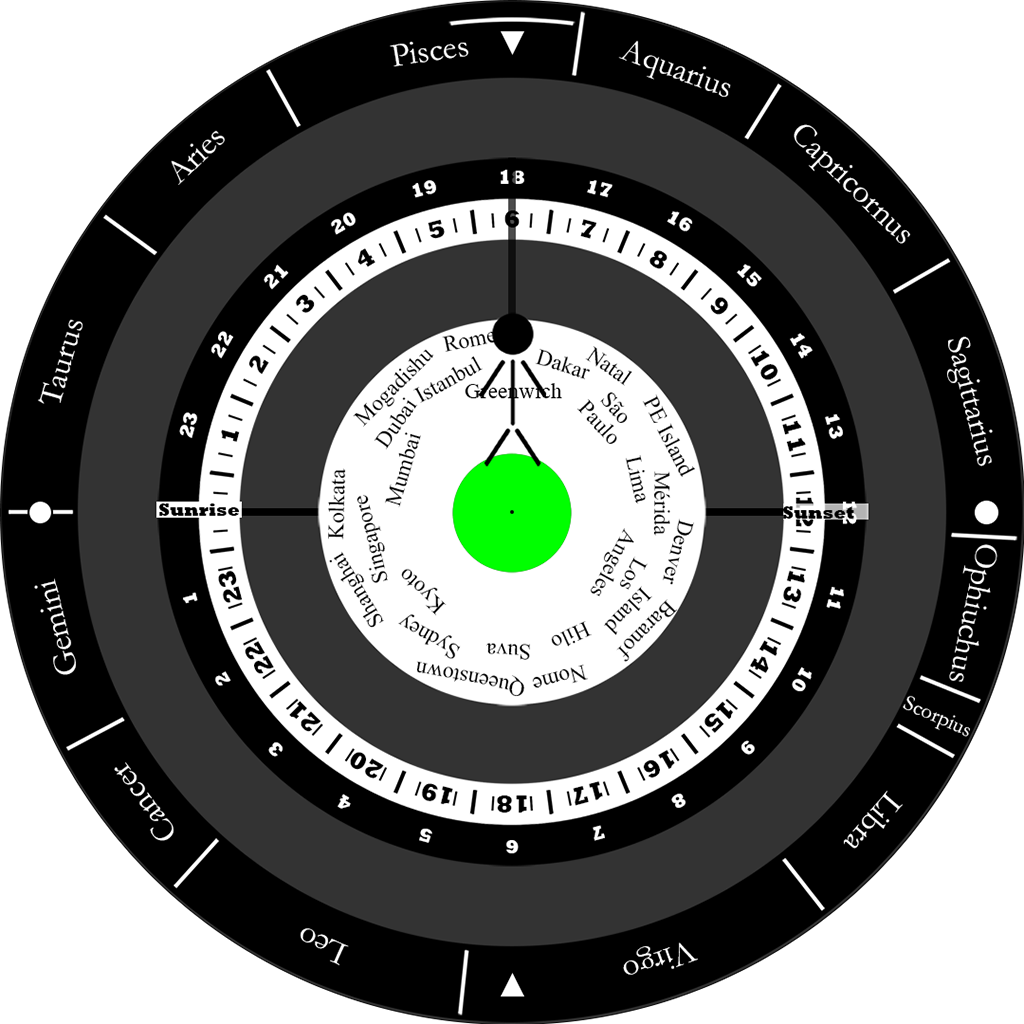 Pisces
Aquarius
Capricornus
Sagittarius
Ophiuchus
Scorpius
Libra
Virgo
Leo
Cancer
Gemini
Taurus
Aries
18
17
16
15
14
13
12
11
10
9
8
7
6
5
4
3
2
1
23
22
21
20
19
6
7
8
9
10
11
12
13
14
15
16
17
18
19
20
21
22
23
1
2
3
4
5
Sunrise
Sunset
Greenwich
Dakar
Natal
São
Paulo
PE Island
Lima
Mérida
Denver
Los
Angeles
Baranof
Island
Hilo
Nome
Suva
Queenstown
Sydney
Kyoto
Shanghai
Singapore
Kolkata
Mumbai
Dubai
Mogadishu
Istanbul
Rome